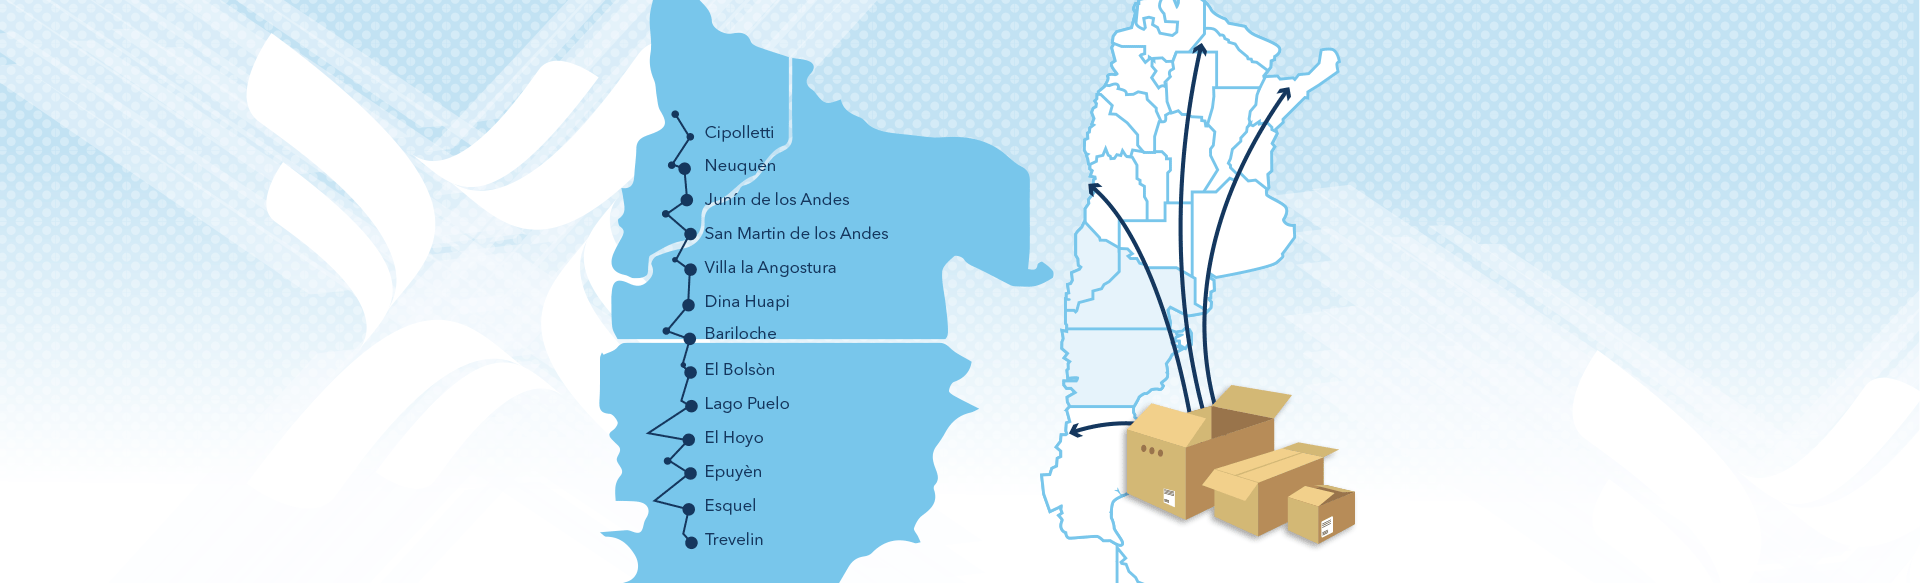 Cipolletti
Neuquèn
Junín de los Andes
San Martin de los Andes
Villa la Angostura
Dina Huapi
Bariloche
El Bolsòn
Lago Puelo
El Hoyo
Epuyèn
Esquel
Trevelin